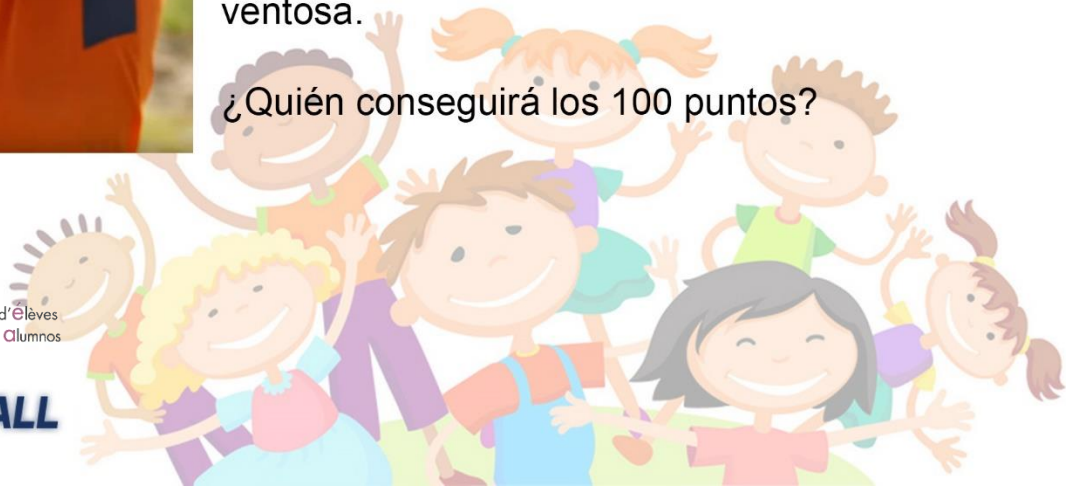 ventosa.
¿Quién conseguirá los 100 puntos?
d'élèves
alumnos
ALL